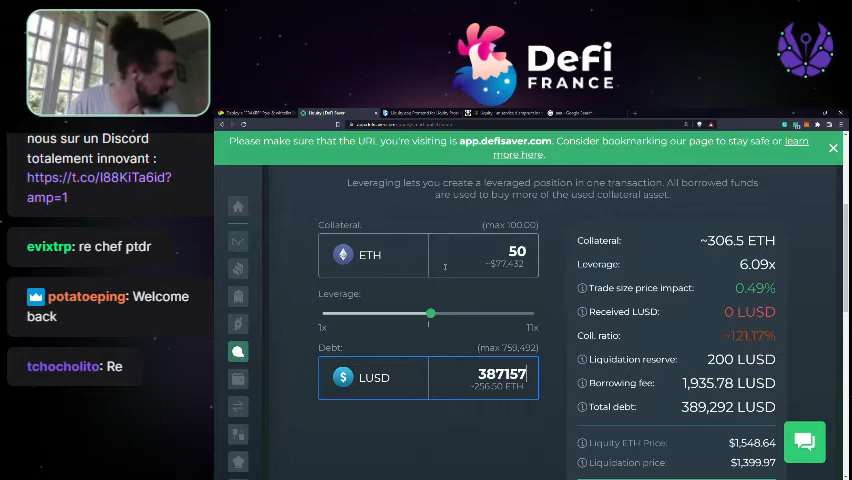 DeFi
FRANCE
Liquity | DeFi Saver
Please make sure that the URL you're visiting is app.defisaver.com. Consider bookmarking our page to stay safe or learn
more here.
nous sur un Discord
totalement innovant :
https://t.co/l88KiTa6id?
amp=1
evixtrp: re chef ptdr
potatoeping: Welcome
back
tchocholito: Re
Leveraging lets you create a leveraged position in one transaction. All borrowed funds
are used to buy more of the used collateral asset.
Collateral: (max 100.00)
ETH 50
~$77,432
Leverage:
1x 11x
Debt: (max 759,492)
LUSD 387157
~256.50 ETH
Collateral: ~306.5 ETH
Leverage: 6.09x
Trade size price impact: 0.49%
Received LUSD: 0 LUSD
Coll. ratio: ~121.17%
Liquidation reserve: 200 LUSD
Borrowing fee: 1,935.78 LUSD
Total debt: 389,292 LUSD
Liquity ETH Price: $1,548.64
Liquidation price: $1,399.97